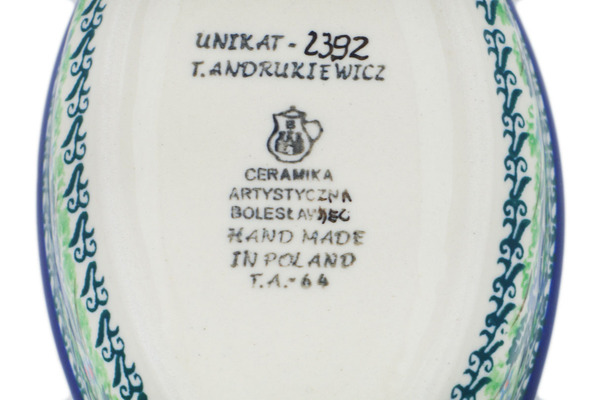 UNIKAT - 2392
T. ANDRUKIEWICZ
CERAMIKA
ARTYSTYCZNA
BOLESŁAWIEC
HAND MADE
IN POLAND
T.A.-64